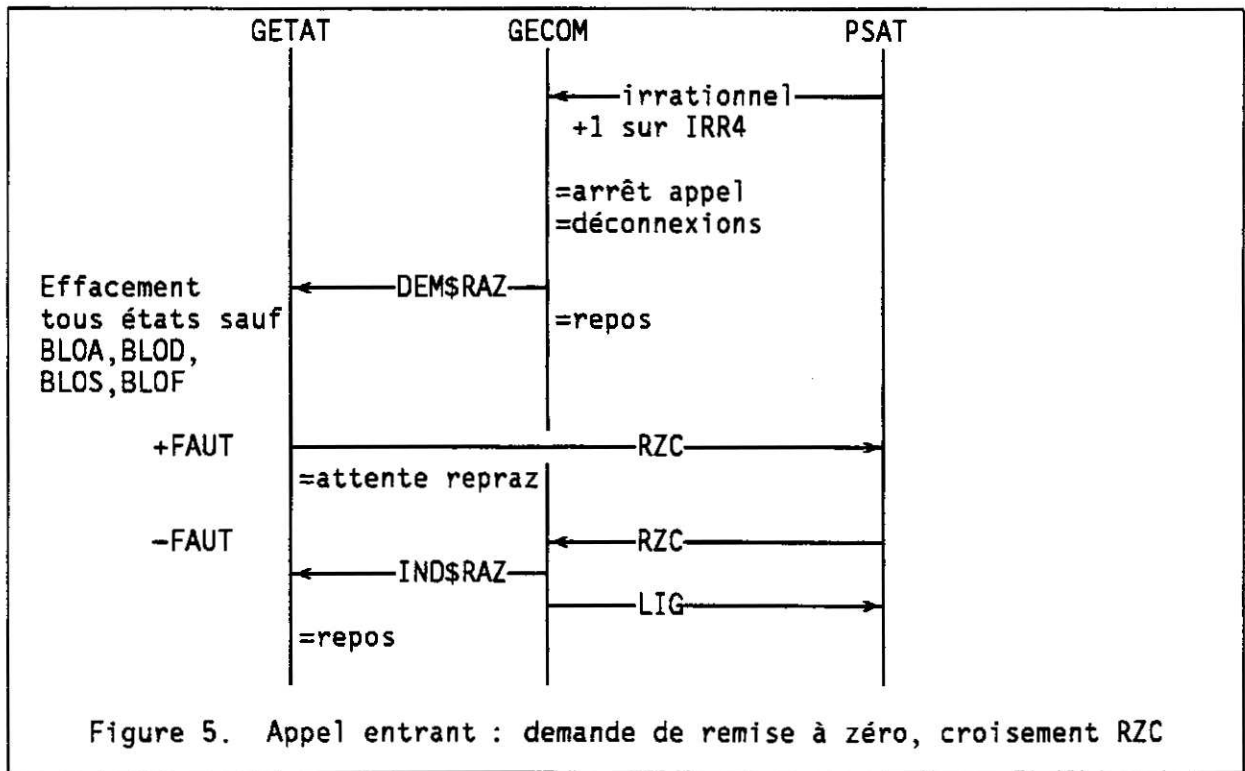 GETAT GECOM PSAT
irrationnel
+1 sur IRR4
=arrêt appel
=déconnexions
Effacement DEM$RAZ
tous états sauf =repos
BLOA,BLOD,
BLOS,BLOF
+FAUT RZC
=attente repraz
-FAUT RZC
IND$RAZ
LIG
=repos
Figure 5. Appel entrant : demande de remise à zéro, croisement RZC